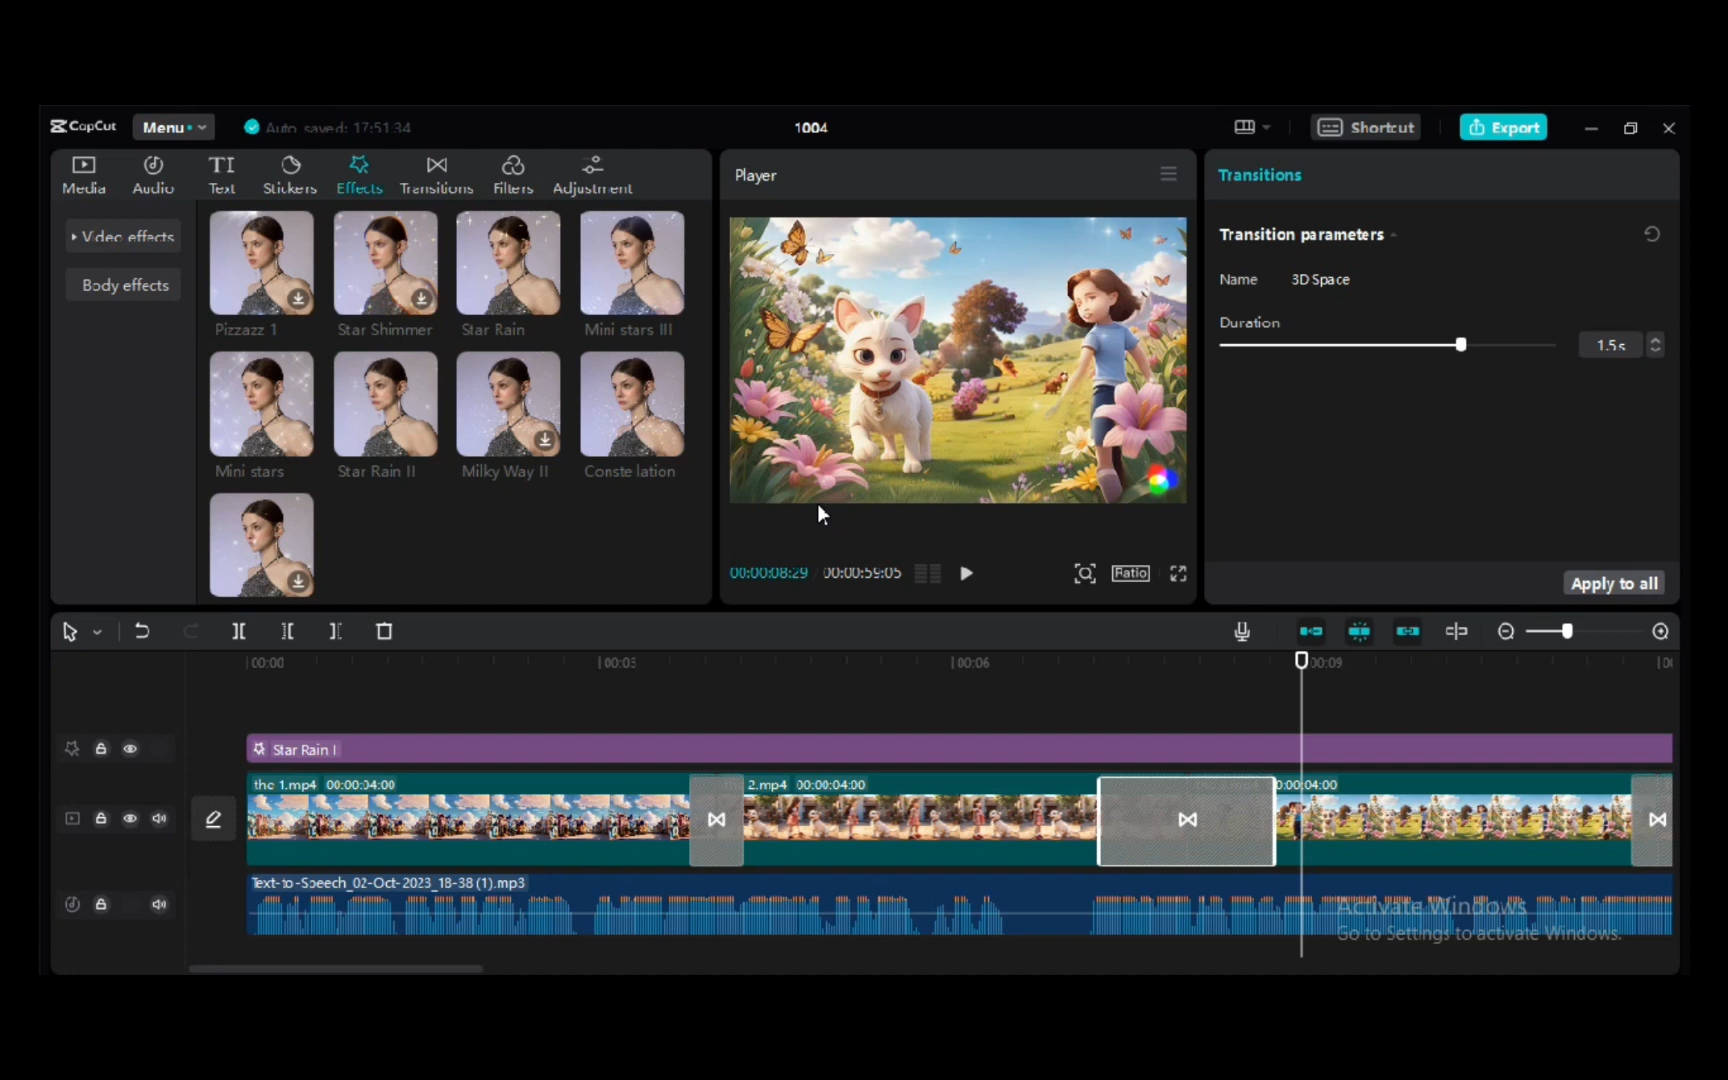 CapCut
Menu
Auto saved: 17:51:34
1004
Shortcut
Export
Media
Audio
TI
Text
Stickers
Effects
Transitions
Filters
Adjustment
Player
Transitions
Video effects
Body effects
Pizzazz 1
Star Shimmer
Star Rain
Mini stars III
Mini stars
Star Rain II
Milky Way II
Conste lation
Transition parameters
Name
3D Space
Duration
1.5s
00:00:08:29
00:00:59:05
Ratio
Apply to all
00:00
00:03
00:06
00:09
Star Rain I
the 1.mp4 00:00:04:00
2.mp4 00:00:04:00
0:00:04:00
Text-to-Speech_02-Oct-2023_18-38 (1).mp3
Activate Windows
Go to Settings to activate Windows.